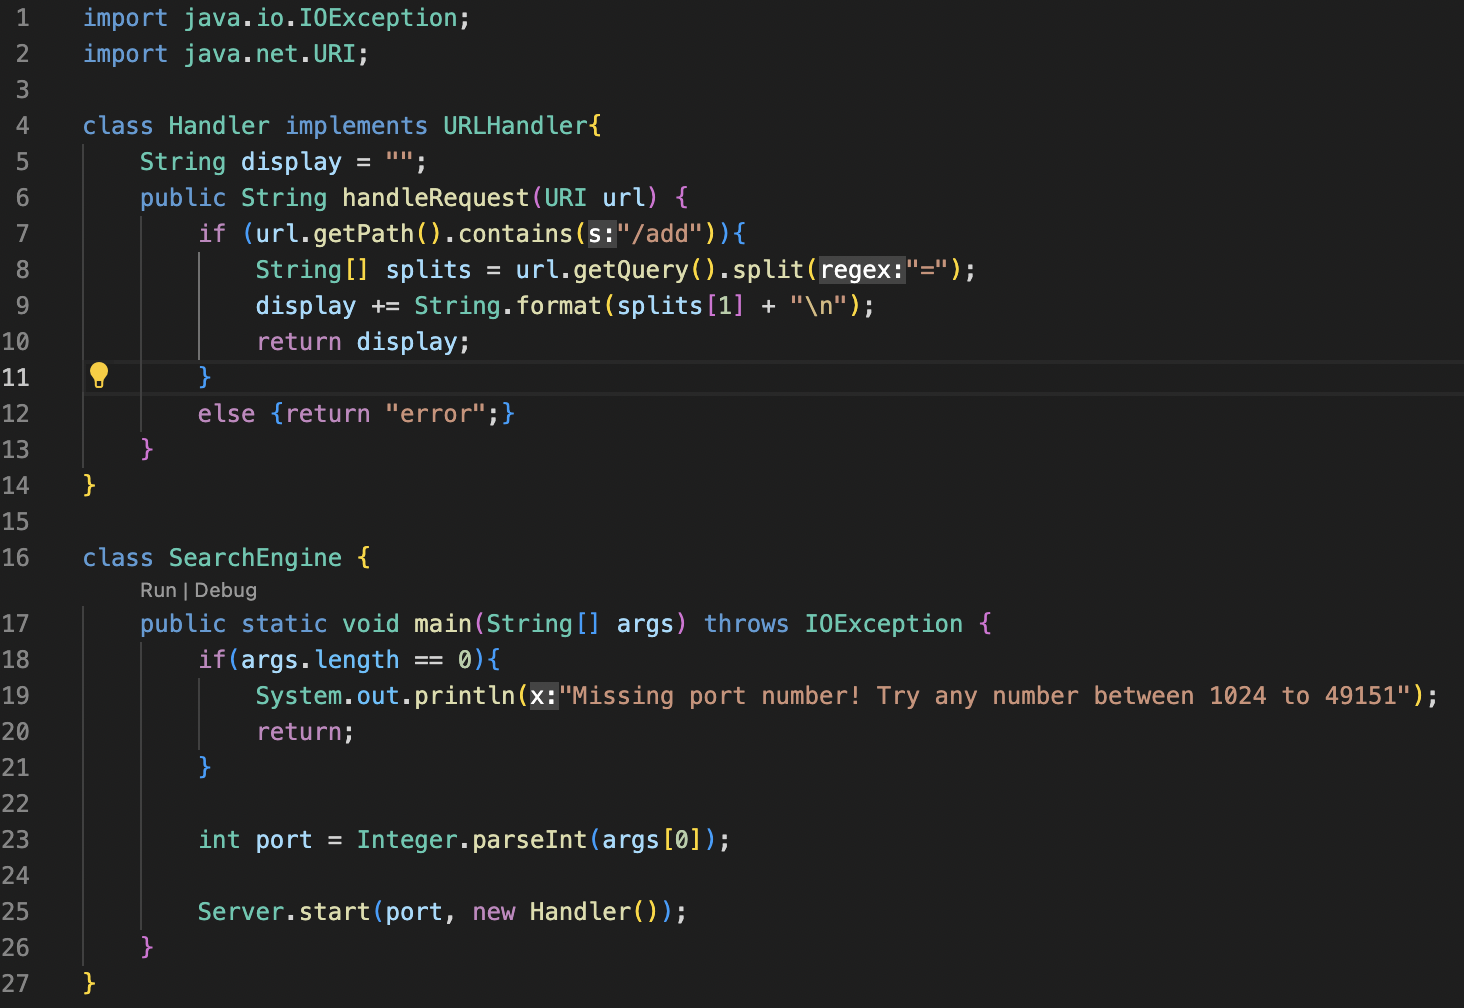 1 import java.io.IOException;
2 import java.net.URI;
3
4 class Handler implements URLHandler{
5     String display = "";
6     public String handleRequest(URI url) {
7         if (url.getPath().contains(s:"/add")){
8             String[] splits = url.getQuery().split(regex:"=");
9             display += String.format(splits[1] + "\n");
10             return display;
11         }
12         else {return "error";}
13     }
14 }
15
16 class SearchEngine {
Run | Debug
17     public static void main(String[] args) throws IOException {
18         if(args.length == 0){
19             System.out.println(x:"Missing port number! Try any number between 1024 to 49151");
20             return;
21         }
22
23         int port = Integer.parseInt(args[0]);
24
25         Server.start(port, new Handler());
26     }
27 }